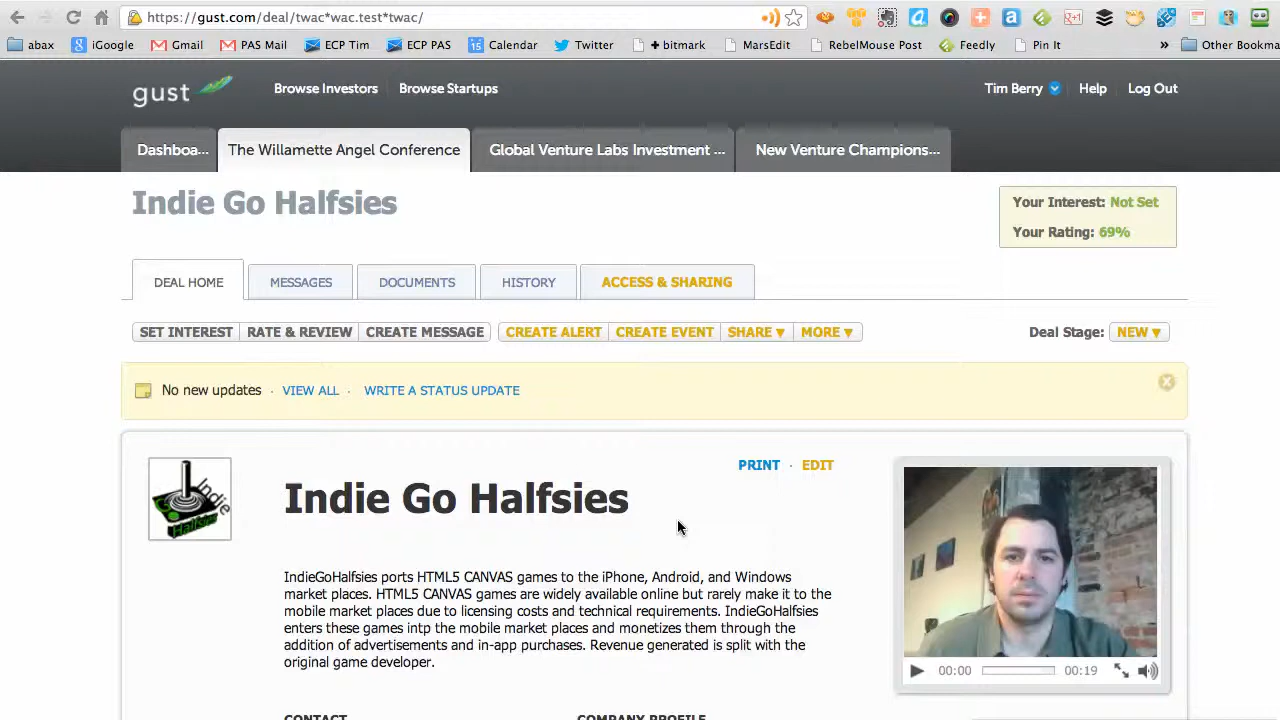 https://gust.com/deal/twac*wac.test*twac/
abax iGoogle Gmail PAS Mail ECP Tim ECP PAS 15 Calendar Twitter + bitmark MarsEdit RebelMouse Post Feedly Pin It » Other Bookma
gust Browse Investors Browse Startups Tim Berry Help Log Out
Dashboa... The Willamette Angel Conference Global Venture Labs Investment ... New Venture Champions...
Indie Go Halfsies
Your Interest: Not Set
Your Rating: 69%
DEAL HOME MESSAGES DOCUMENTS HISTORY ACCESS & SHARING
SET INTEREST RATE & REVIEW CREATE MESSAGE CREATE ALERT CREATE EVENT SHARE ▼ MORE ▼ Deal Stage: NEW ▼
No new updates · VIEW ALL · WRITE A STATUS UPDATE
PRINT · EDIT
Indie Go Halfsies
Indie Go Halfsies
IndieGoHalfsies ports HTML5 CANVAS games to the iPhone, Android, and Windows
market places. HTML5 CANVAS games are widely available online but rarely make it to the
mobile market places due to licensing costs and technical requirements. IndieGoHalfsies
enters these games intp the mobile market places and monetizes them through the
addition of advertisements and in-app purchases. Revenue generated is split with the
original game developer.
00:00 00:19
CONTACT COMPANY PROFILE